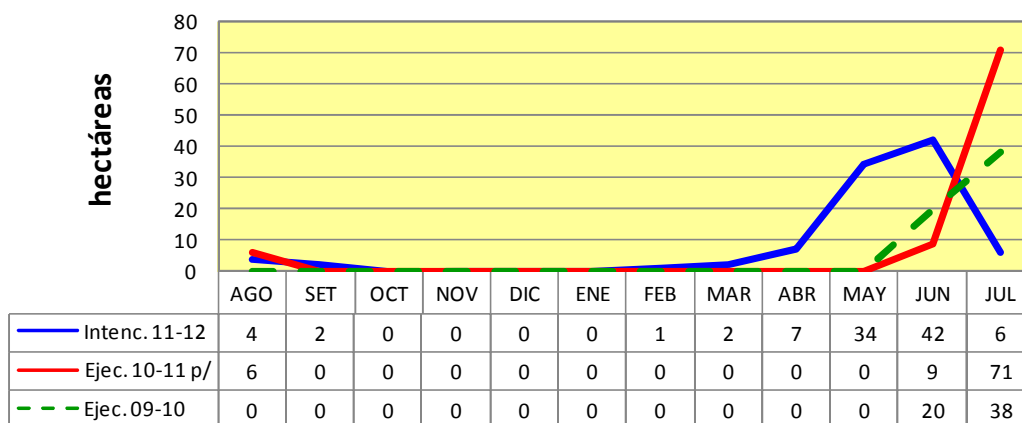 80
70
60
50
40
30
20
10
0
hectáreas
AGO SET OCT NOV DIC ENE FEB MAR ABR MAY JUN JUL
Intenc. 11-12 4 2 0 0 0 0 1 2 7 34 42 6
Ejec. 10-11 p/ 6 0 0 0 0 0 0 0 0 0 9 71
Ejec. 09-10 0 0 0 0 0 0 0 0 0 0 20 38